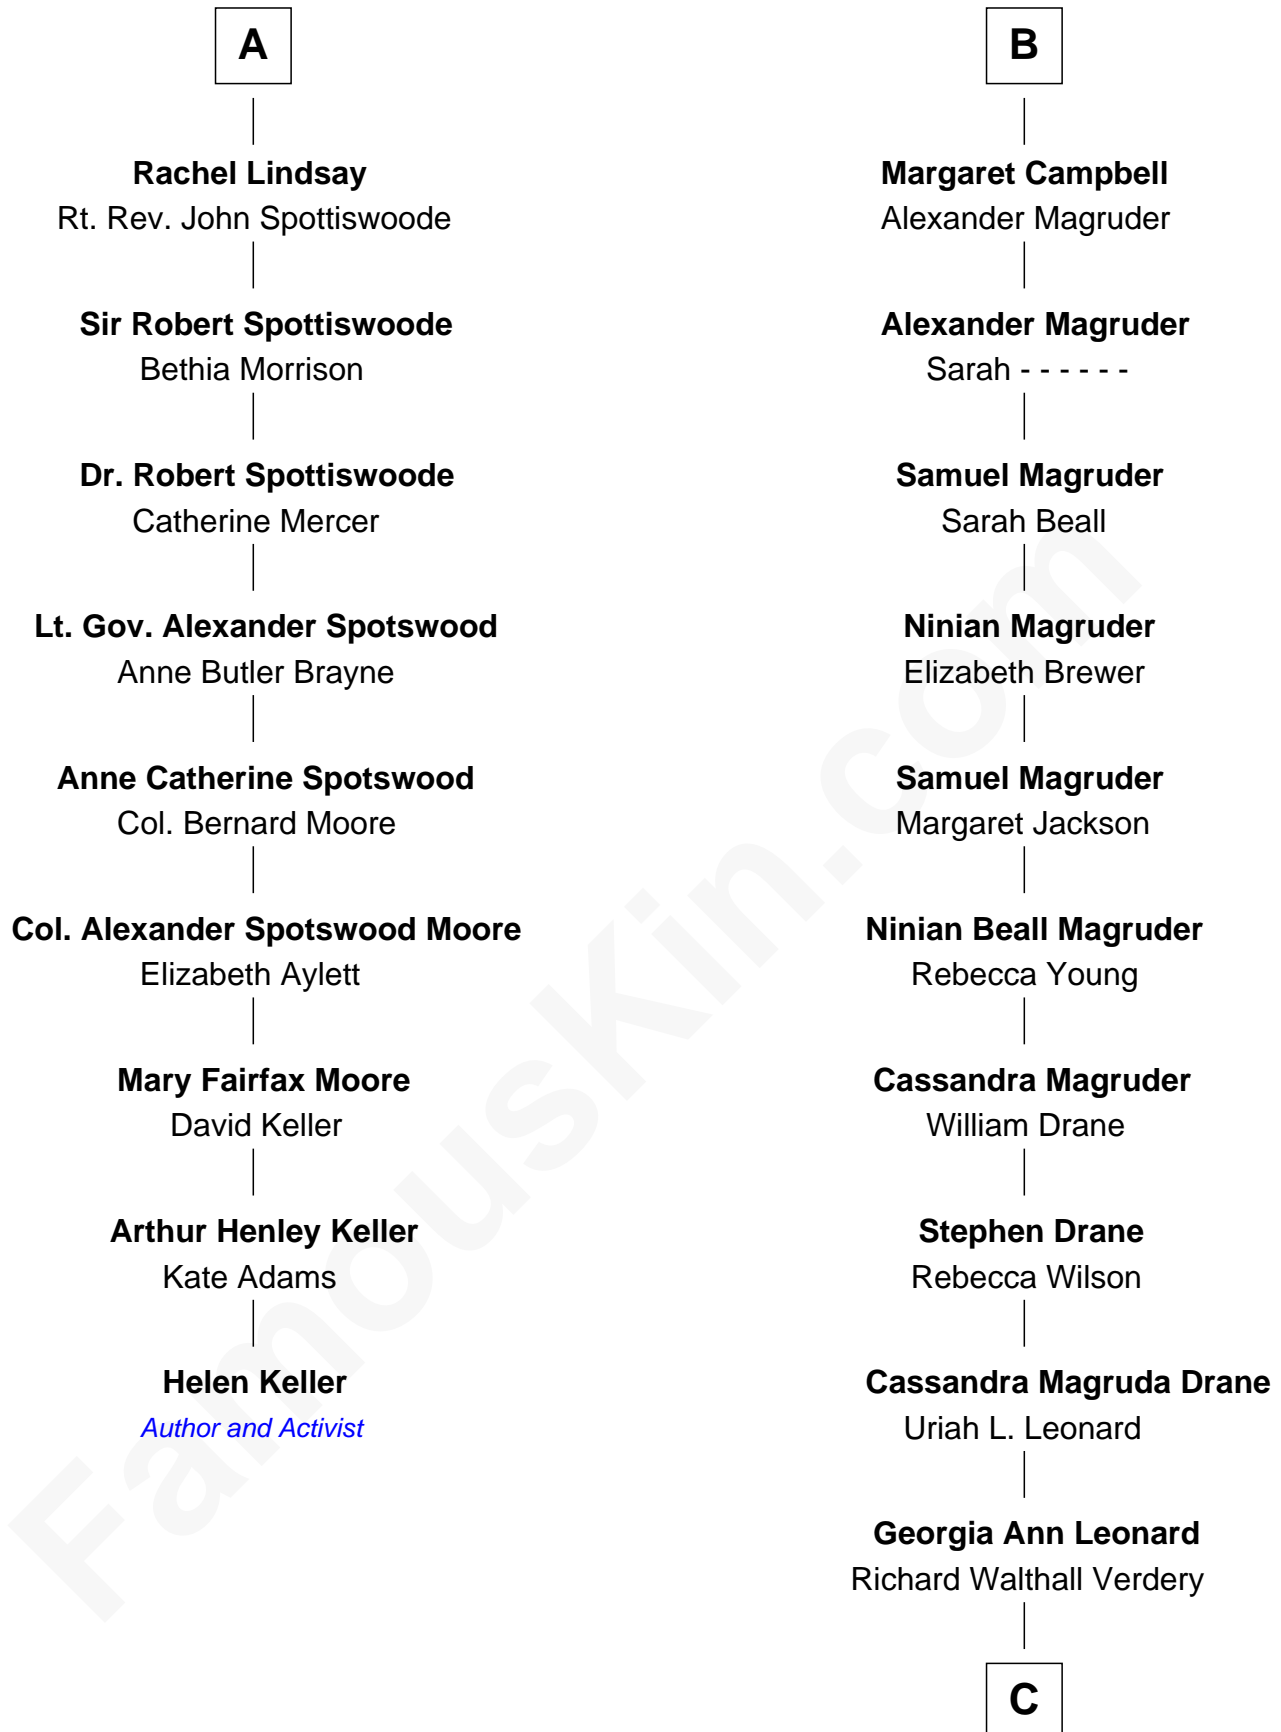 A
Rachel Lindsay
Rt. Rev. John Spottiswoode
Sir Robert Spottiswoode
Bethia Morrison
Dr. Robert Spottiswoode
Catherine Mercer
Lt. Gov. Alexander Spotswood
Anne Butler Brayne
Anne Catherine Spotswood
Col. Bernard Moore
Col. Alexander Spotswood Moore
Elizabeth Aylett
Mary Fairfax Moore
David Keller
Arthur Henley Keller
Kate Adams
Helen Keller
Author and Activist
B
Margaret Campbell
Alexander Magruder
Alexander Magruder
Sarah - - - - - -
Samuel Magruder
Sarah Beall
Ninian Magruder
Elizabeth Brewer
Samuel Magruder
Margaret Jackson
Ninian Beall Magruder
Rebecca Young
Cassandra Magruder
William Drane
Stephen Drane
Rebecca Wilson
Cassandra Magruda Drane
Uriah L. Leonard
Georgia Ann Leonard
Richard Walthall Verdery
C
FamousKin.com